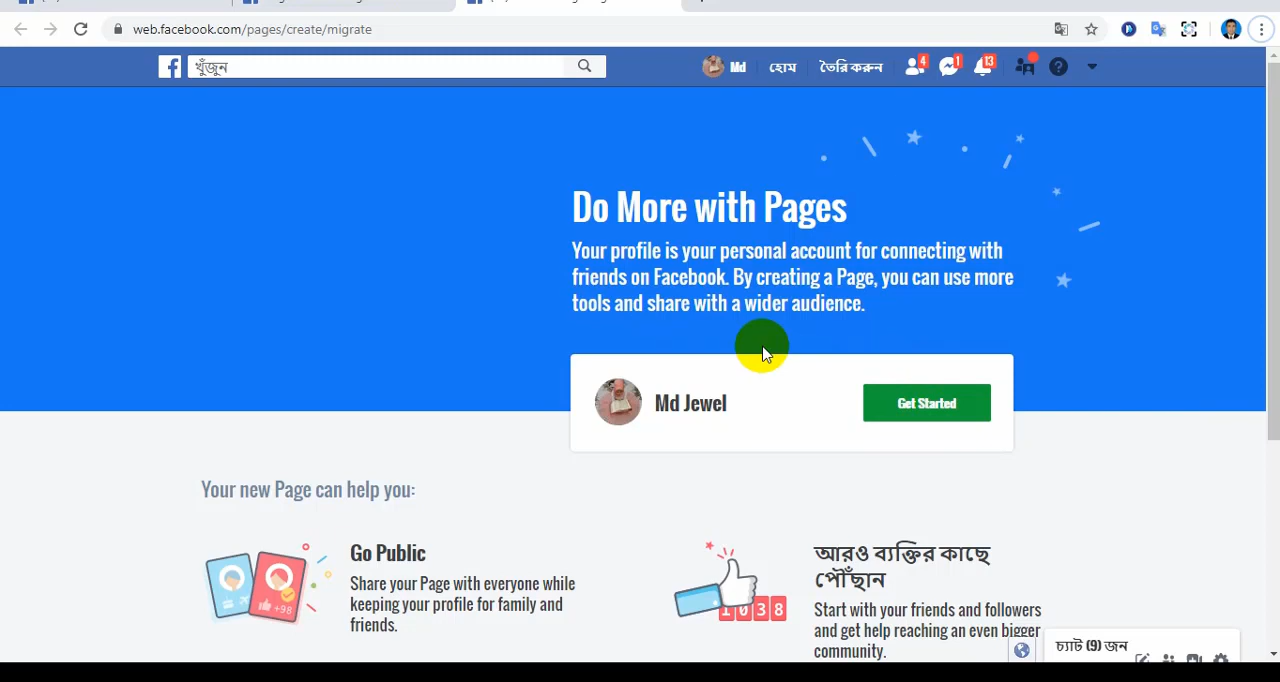 web.facebook.com/pages/create/migrate
খুঁজুন
Md হোম তৈরি করুন 4 1 13
Do More with Pages
Your profile is your personal account for connecting with
friends on Facebook. By creating a Page, you can use more
tools and share with a wider audience.
Md Jewel
Get Started
Your new Page can help you:
Go Public
Share your Page with everyone while
keeping your profile for family and
friends.
+98
1038
আরও ব্যক্তির কাছে
পৌঁছান
Start with your friends and followers
and get help reaching an even bigger
community.
চ্যাট (9) জন